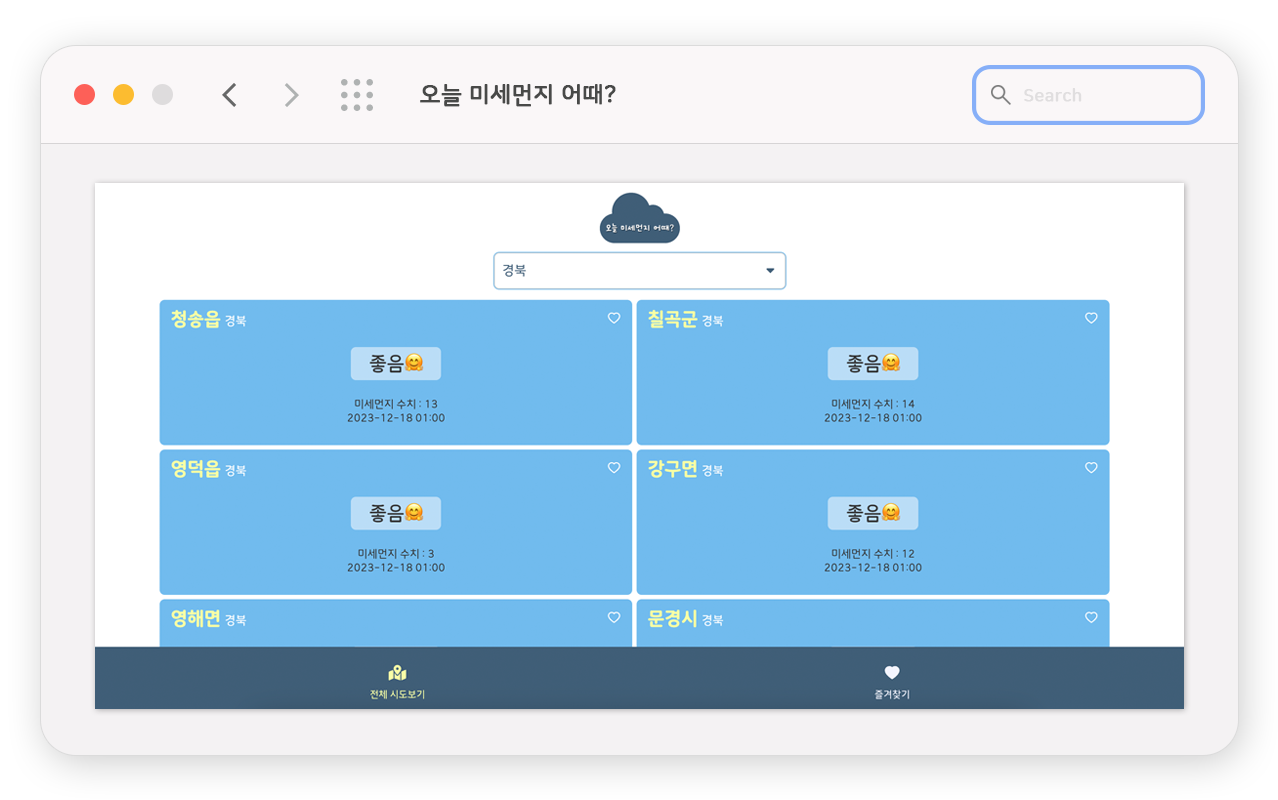 오늘 미세먼지 어때?
Search
오늘 미세먼지 어때?
경북
청송읍 경북
좋음🤗
미세먼지 수치 : 13
2023-12-18 01:00
칠곡군 경북
좋음🤗
미세먼지 수치 : 14
2023-12-18 01:00
영덕읍 경북
좋음🤗
미세먼지 수치 : 3
2023-12-18 01:00
강구면 경북
좋음🤗
미세먼지 수치 : 12
2023-12-18 01:00
영해면 경북
문경시 경북
전체 시도보기
즐겨찾기